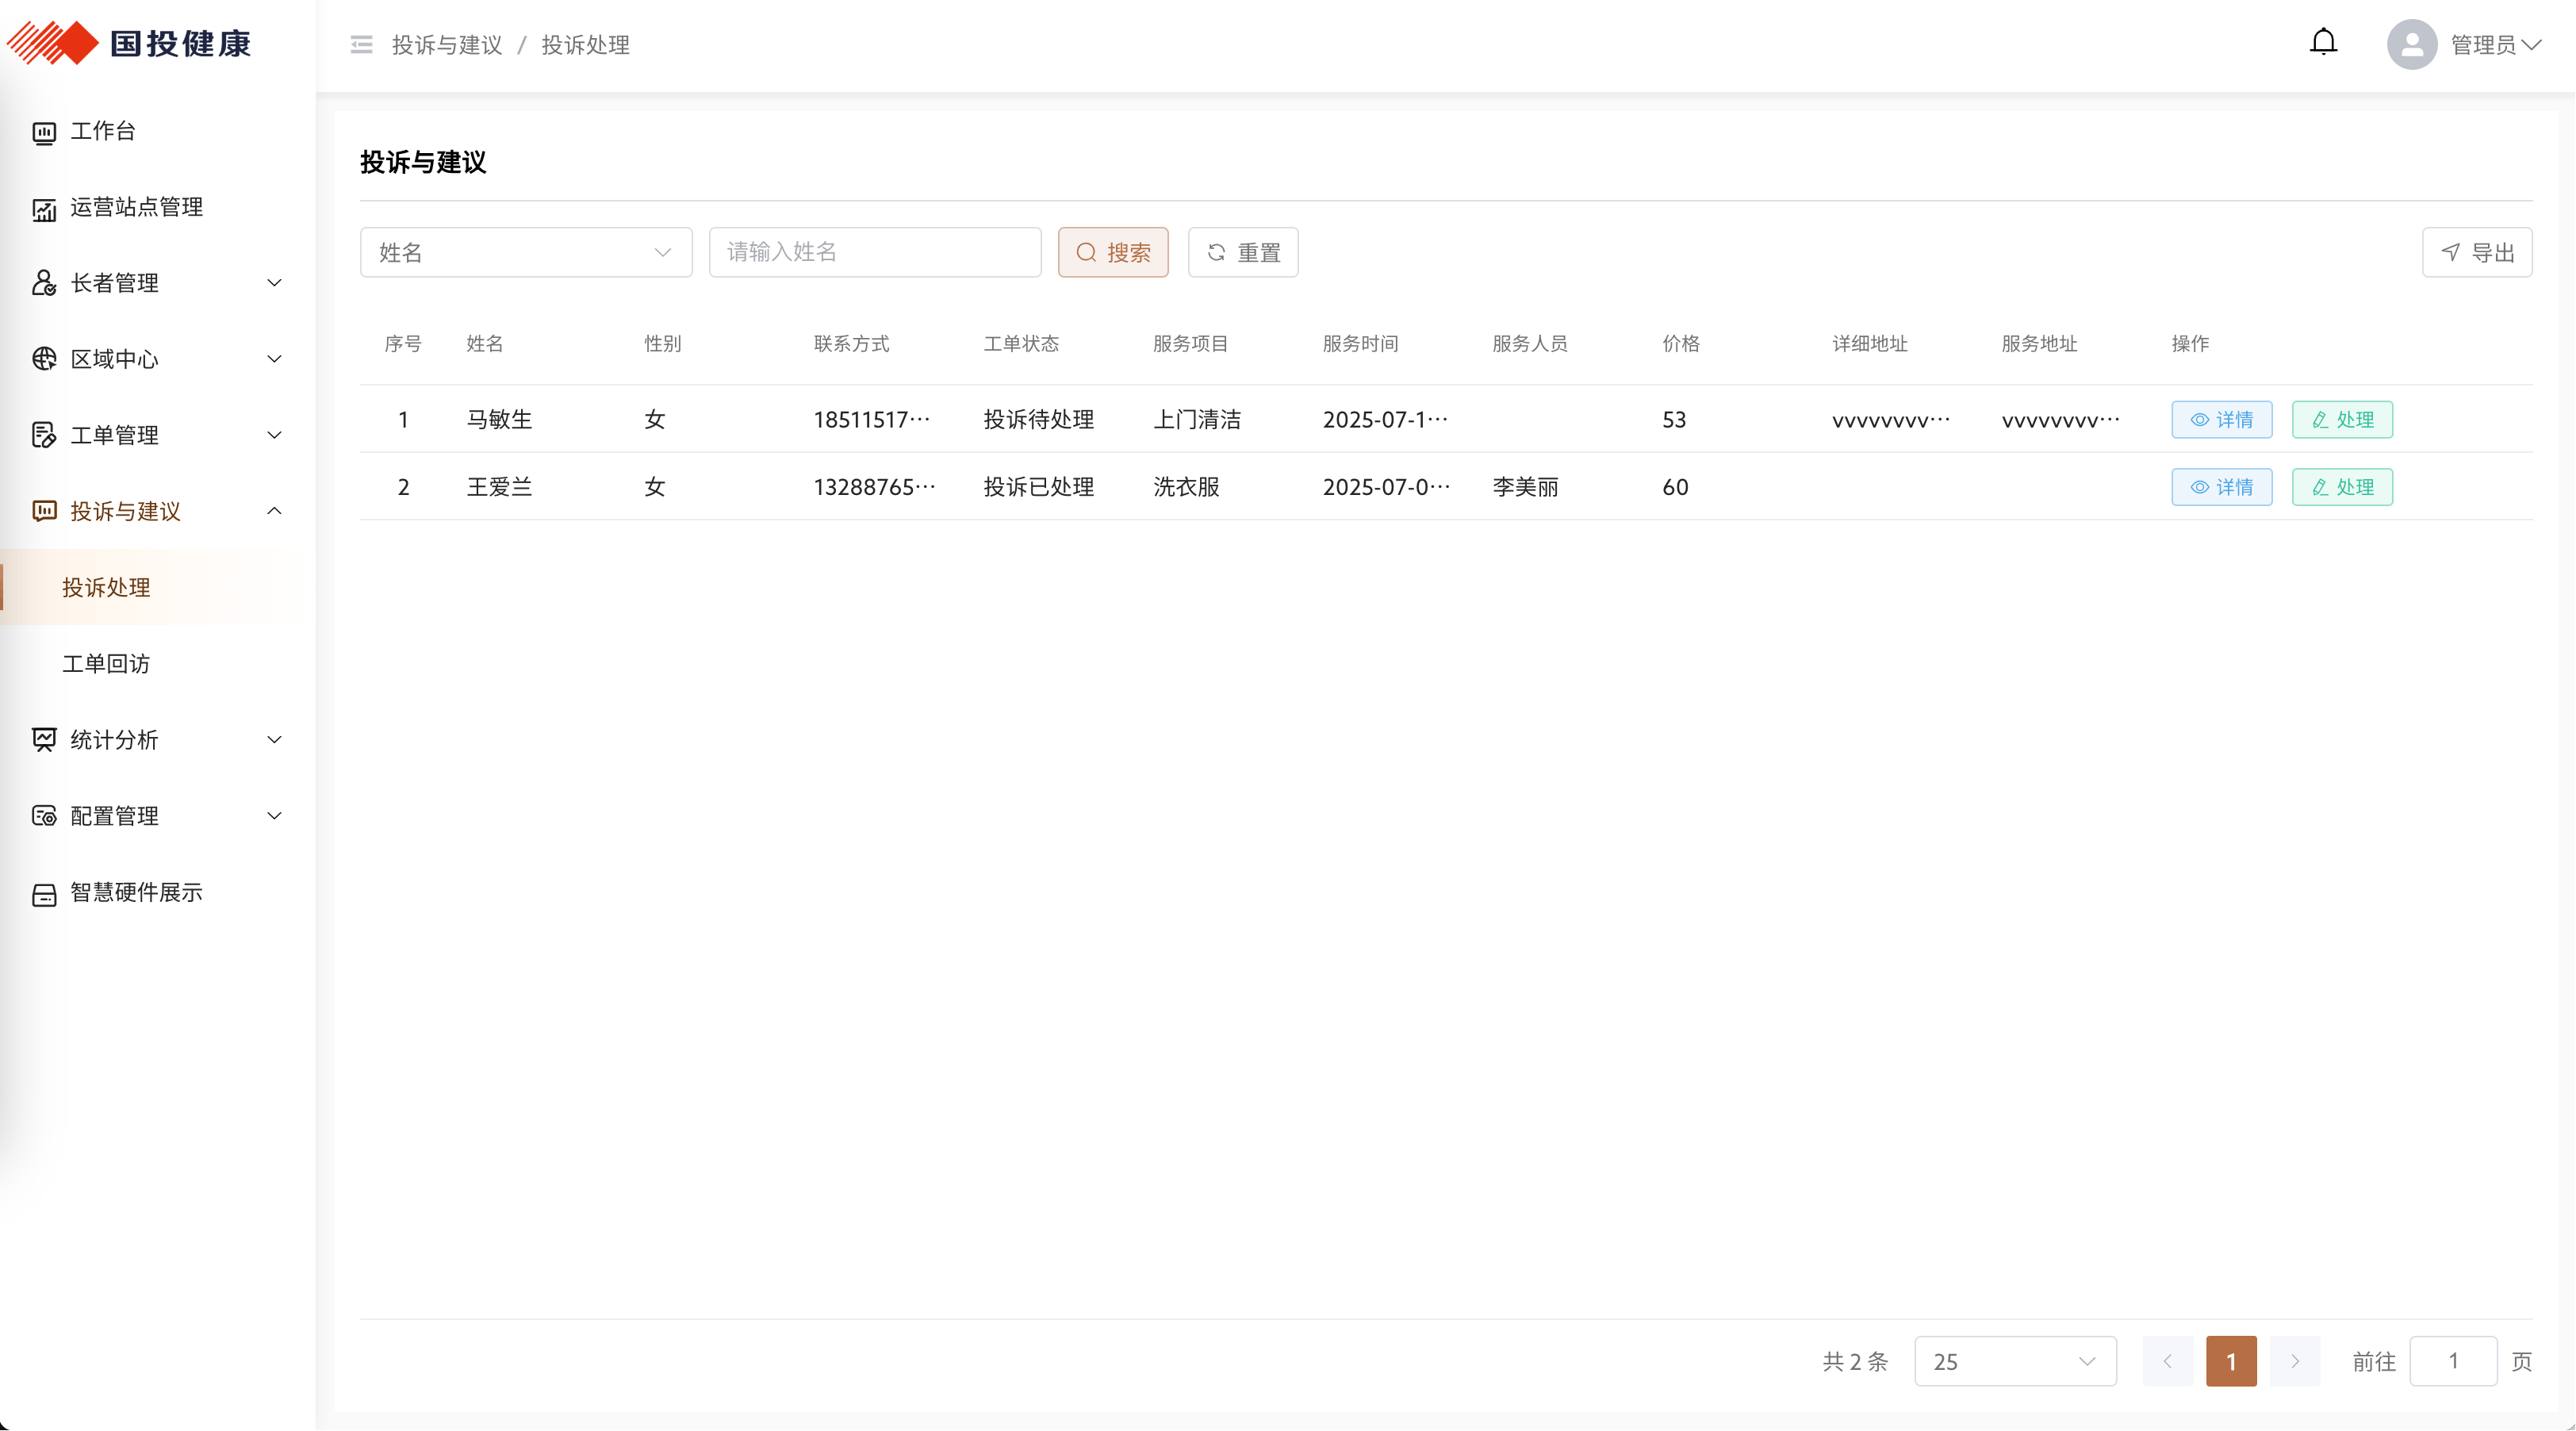 国投健康
投诉与建议 / 投诉处理
管理员
工作台
运营站点管理
长者管理
区域中心
工单管理
投诉与建议
投诉处理
工单回访
统计分析
配置管理
智慧硬件展示
投诉与建议
姓名 请输入姓名 搜索 重置 导出
序号 姓名 性别 联系方式 工单状态 服务项目 服务时间 服务人员 价格 详细地址 服务地址 操作
1 马敏生 女 18511517… 投诉待处理 上门清洁 2025-07-1… 53 vvvvvvvv… vvvvvvvv… 详情 处理
2 王爱兰 女 13288765… 投诉已处理 洗衣服 2025-07-0… 李美丽 60 详情 处理
共 2 条 25 1 前往 1 页